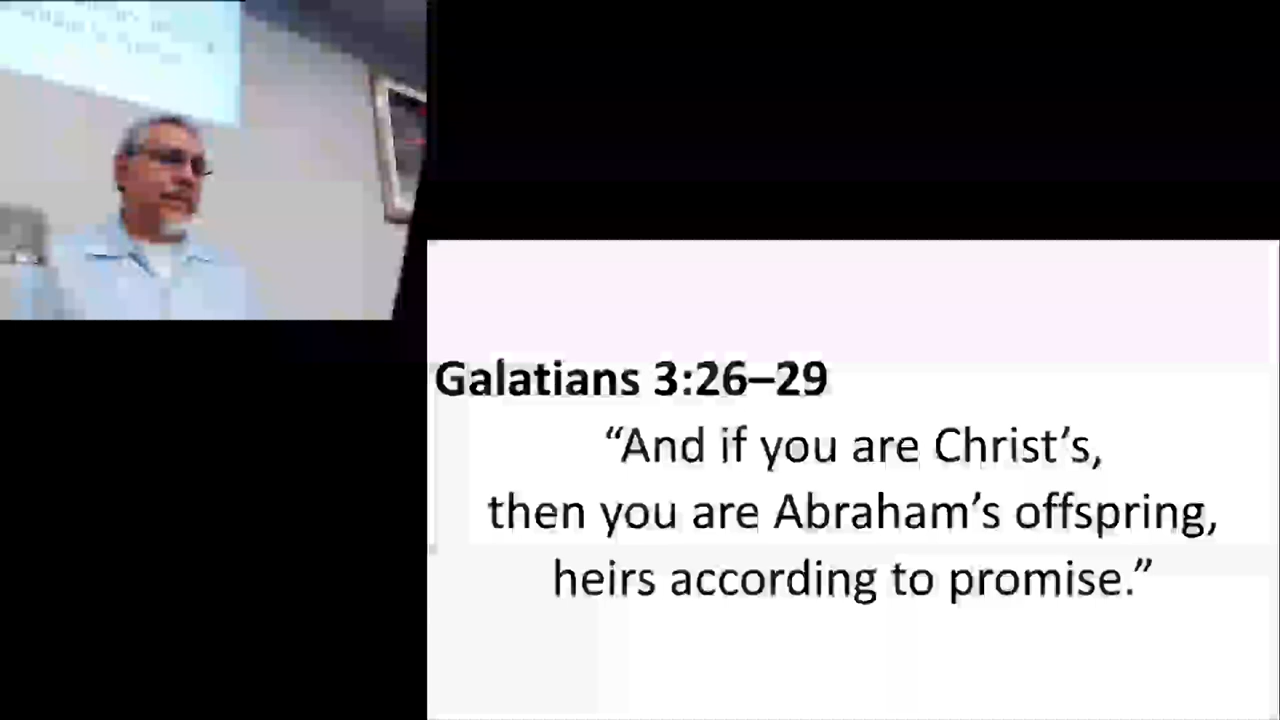 Galatians 3:26–29
“And if you are Christ’s,
then you are Abraham’s offspring,
heirs according to promise.”